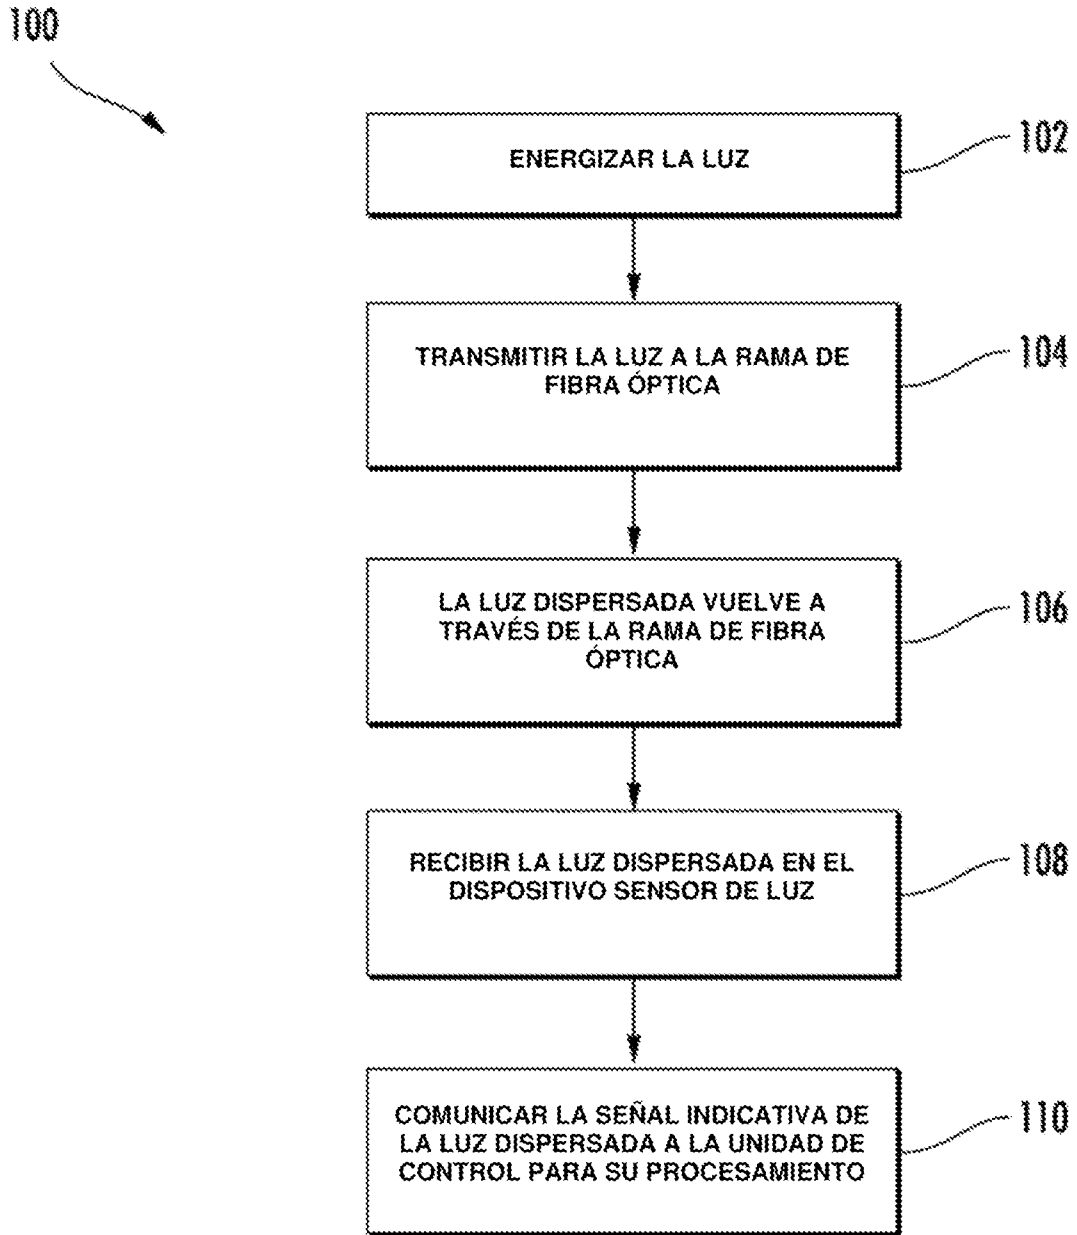 100
ENERGIZAR LA LUZ
102
TRANSMITIR LA LUZ A LA RAMA DE
FIBRA ÓPTICA
104
LA LUZ DISPERSADA VUELVE A
TRAVÉS DE LA RAMA DE FIBRA
ÓPTICA
106
RECIBIR LA LUZ DISPERSADA EN EL
DISPOSITIVO SENSOR DE LUZ
108
COMUNICAR LA SEÑAL INDICATIVA DE
LA LUZ DISPERSADA A LA UNIDAD DE
CONTROL PARA SU PROCESAMIENTO
110